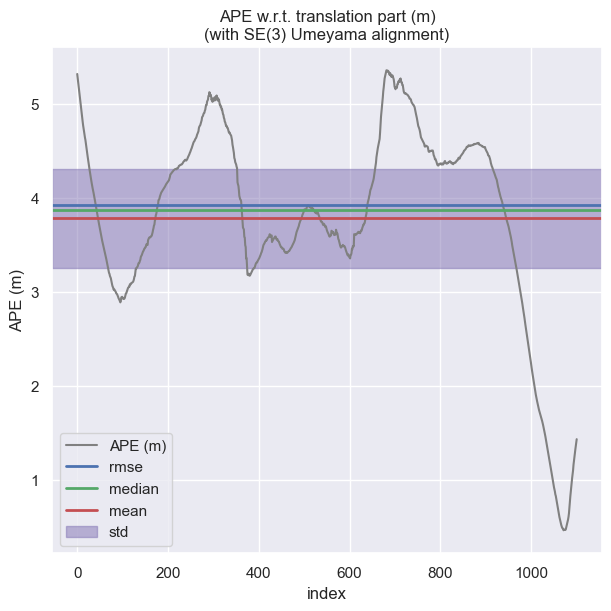 APE w.r.t. translation part (m)
(with SE(3) Umeyama alignment)
APE (m)
5
4
3
2
1
APE (m)
rmse
median
mean
std
0 200 400 600 800 1000
index